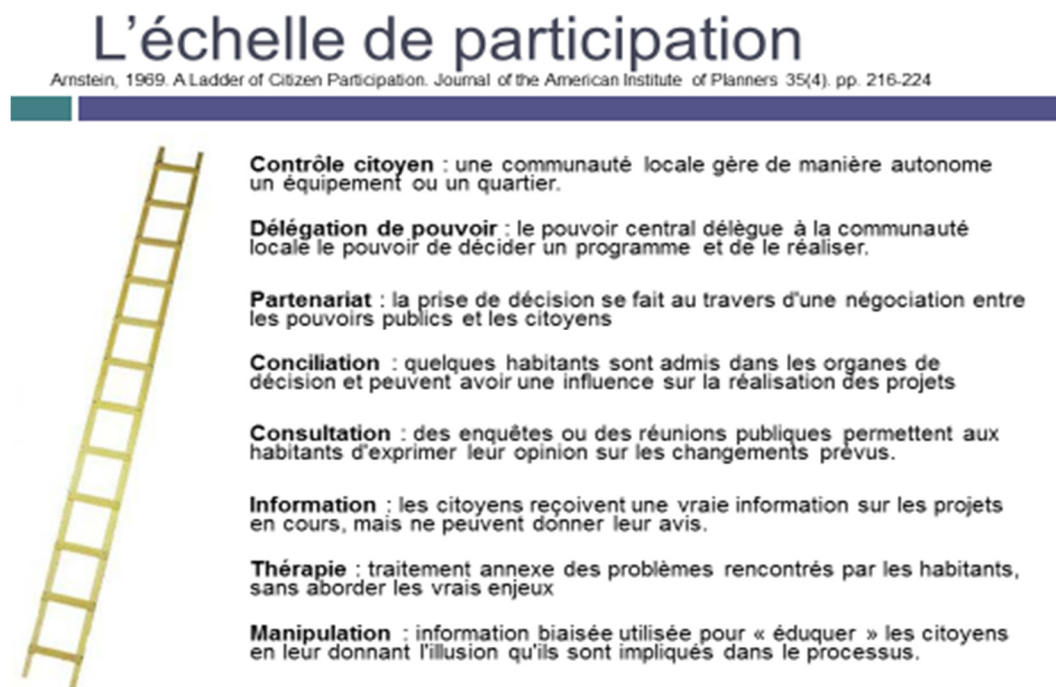 L'échelle de participation
Arnstein, 1969. A Ladder of Citizen Participation. Journal of the American Institute of Planners 35(4). pp. 216-224
Contrôle citoyen : une communauté locale gère de manière autonome
un équipement ou un quartier.
Délégation de pouvoir : le pouvoir central délègue à la communauté
locale le pouvoir de décider un programme et de le réaliser.
Partenariat : la prise de décision se fait au travers d'une négociation entre
les pouvoirs publics et les citoyens
Conciliation : quelques habitants sont admis dans les organes de
décision et peuvent avoir une influence sur la réalisation des projets
Consultation : des enquêtes ou des réunions publiques permettent aux
habitants d'exprimer leur opinion sur les changements prévus.
Information : les citoyens reçoivent une vraie information sur les projets
en cours, mais ne peuvent donner leur avis.
Thérapie : traitement annexe des problèmes rencontrés par les habitants,
sans aborder les vrais enjeux
Manipulation : information biaisée utilisée pour « éduquer » les citoyens
en leur donnant l'illusion qu'ils sont impliqués dans le processus.